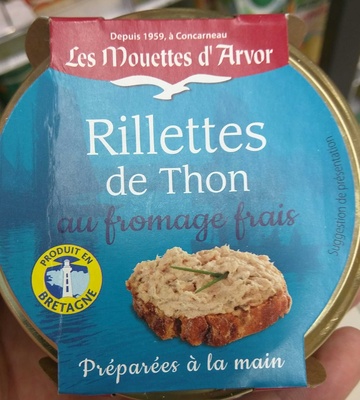 Depuis 1959, à Concarneau
Les Mouettes d'Arvor
Rillettes
de Thon
au fromage frais
Suggestion de présentation
PRODUIT EN
BRETAGNE
Préparées à la main